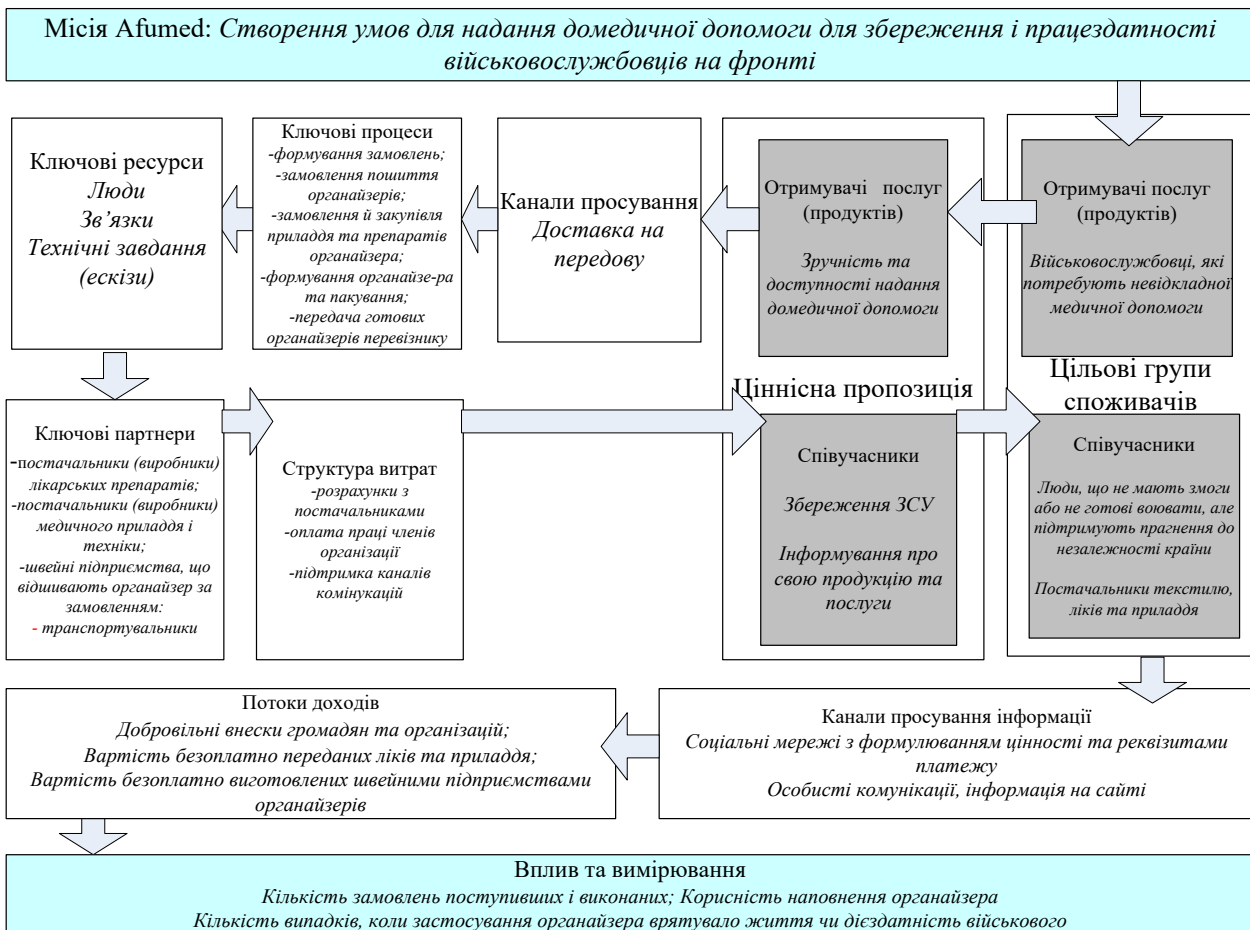 Місія Afumed: Створення умов для надання домедичної допомоги для збереження і працездатності
військовослужбовців на фронті
Ключові ресурси
Люди
Зв’язки
Технічні завдання
(ескізи)
Ключові процеси
-формування замовлень;
-замовлення пошиття
органайзерів;
-замовлення й закупівля
приладдя та препаратів
органайзера;
-формування органайзе-ра
та пакування;
-передача готових
органайзерів перевізнику
Канали просування
Доставка на
передову
Отримувачі послуг
(продуктів)
Зручність та
доступності надання
домедичної допомоги
Отримувачі послуг
(продуктів)
Військовослужбовці, які
потребують невідкладної
медичної допомоги
Ціннісна пропозиція
Цільові групи
споживачів
Ключові партнери
-постачальники (виробники)
лікарських препаратів;
-постачальники (виробники)
медичного приладдя і
техніки;
-швейні підприємства, що
відшивають органайзер за
замовленням:
- транспортувальники
Структура витрат
-розрахунки з
постачальниками
-оплата праці членів
організації
-підтримка каналів
комінукацій
Співучасники
Збереження ЗСУ
Інформування про
свою продукцію та
послуги
Співучасники
Люди, що не мають змоги
або не готові воювати, але
підтримують прагнення до
незалежності країни
Постачальники текстилю,
ліків та приладдя
Потоки доходів
Добровільні внески громадян та організацій;
Вартість безоплатно переданих ліків та приладдя;
Вартість безоплатно виготовлених швейними підприємствами
органайзерів
Канали просування інформації
Соціальні мережі з формулюванням цінності та реквізитами
платежу
Особисті комунікації, інформація на сайті
Вплив та вимірювання
Кількість замовлень поступивших і виконаних; Корисність наповнення органайзера
Кількість випадків, коли застосування органайзера врятувало життя чи дієздатність військового